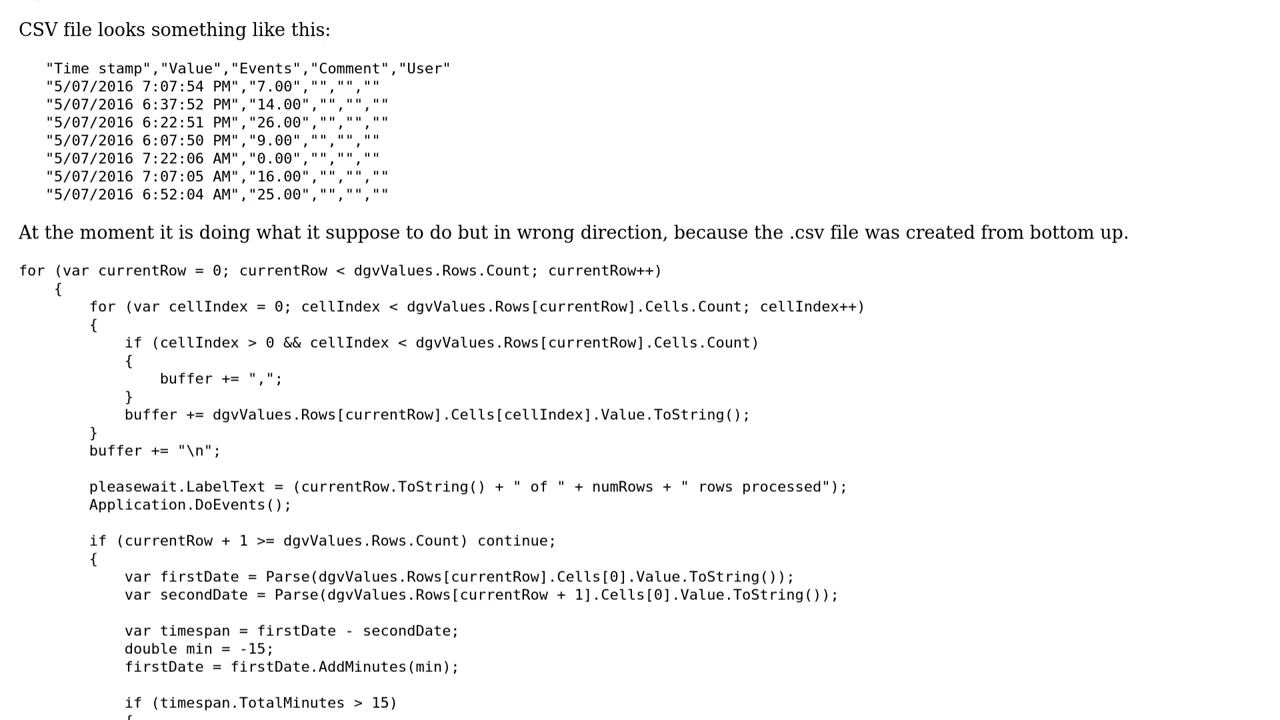 CSV file looks something like this:
"Time stamp","Value","Events","Comment","User"
"5/07/2016 7:07:54 PM","7.00","","",""
"5/07/2016 6:37:52 PM","14.00","","",""
"5/07/2016 6:22:51 PM","26.00","","",""
"5/07/2016 6:07:50 PM","9.00","","",""
"5/07/2016 7:22:06 AM","0.00","","",""
"5/07/2016 7:07:05 AM","16.00","","",""
"5/07/2016 6:52:04 AM","25.00","","",""
At the moment it is doing what it suppose to do but in wrong direction, because the .csv file was created from bottom up.
for (var currentRow = 0; currentRow < dgvValues.Rows.Count; currentRow++)
    {
        for (var cellIndex = 0; cellIndex < dgvValues.Rows[currentRow].Cells.Count; cellIndex++)
        {
            if (cellIndex > 0 && cellIndex < dgvValues.Rows[currentRow].Cells.Count)
            {
                buffer += ",";
            }
            buffer += dgvValues.Rows[currentRow].Cells[cellIndex].Value.ToString();
        }
        buffer += "\n";
        pleasewait.LabelText = (currentRow.ToString() + " of " + numRows + " rows processed");
        Application.DoEvents();
        if (currentRow + 1 >= dgvValues.Rows.Count) continue;
        {
            var firstDate = Parse(dgvValues.Rows[currentRow].Cells[0].Value.ToString());
            var secondDate = Parse(dgvValues.Rows[currentRow + 1].Cells[0].Value.ToString());
            var timespan = firstDate - secondDate;
            double min = -15;
            firstDate = firstDate.AddMinutes(min);
            if (timespan.TotalMinutes > 15)
            {